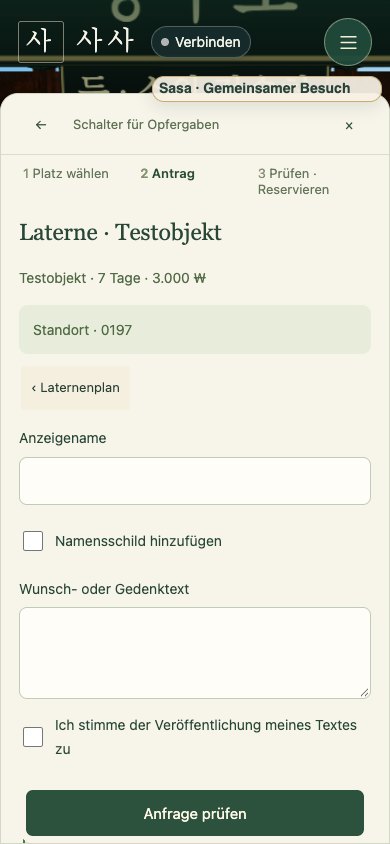 사 사사
Verbinden
Sasa · Gemeinsamer Besuch
← Schalter für Opfergaben ×
1 Platz wählen
2 Antrag
3 Prüfen ·
Reservieren
Laterne · Testobjekt
Testobjekt · 7 Tage · 3.000 ₩
Standort · 0197
‹ Laternenplan
Anzeigename
Namensschild hinzufügen
Wunsch- oder Gedenktext
Ich stimme der Veröffentlichung meines Textes
zu
Anfrage prüfen